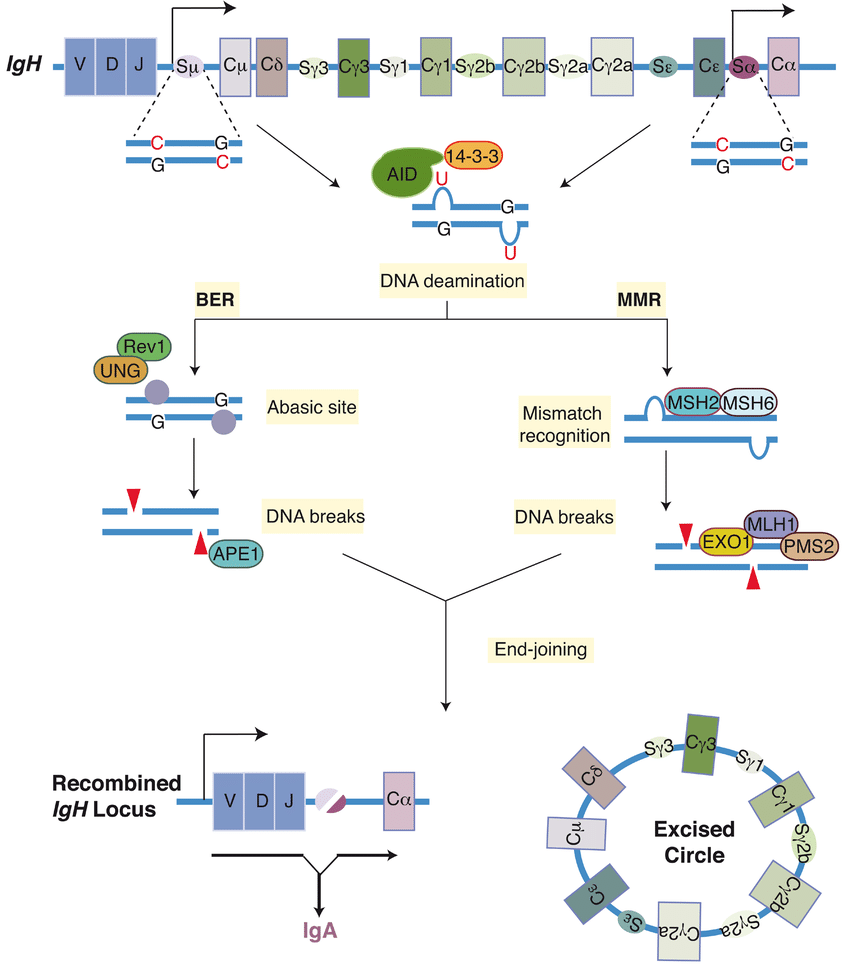 IgH V D J Sμ Cμ Cδ Sγ3 Cγ3 Sγ1 Cγ1 Sγ2b Cγ2b Sγ2a Cγ2a Sε Cε Sα Cα
C G
G C
C G
G C
AID 14-3-3
U
G
G
U
DNA deamination
BER
MMR
Rev1
UNG
G
G
Abasic site
MSH2 MSH6
Mismatch
recognition
DNA breaks
APE1
DNA breaks
MLH1
EXO1
PMS2
End-joining
Recombined
IgH Locus
V D J Cα
IgA
Excised
Circle
Sγ3
Cγ3
Sγ1
Cγ1
Sγ2b
Cγ2b
Sγ2a
Cγ2a
Sε
Cε
Cμ
Cδ